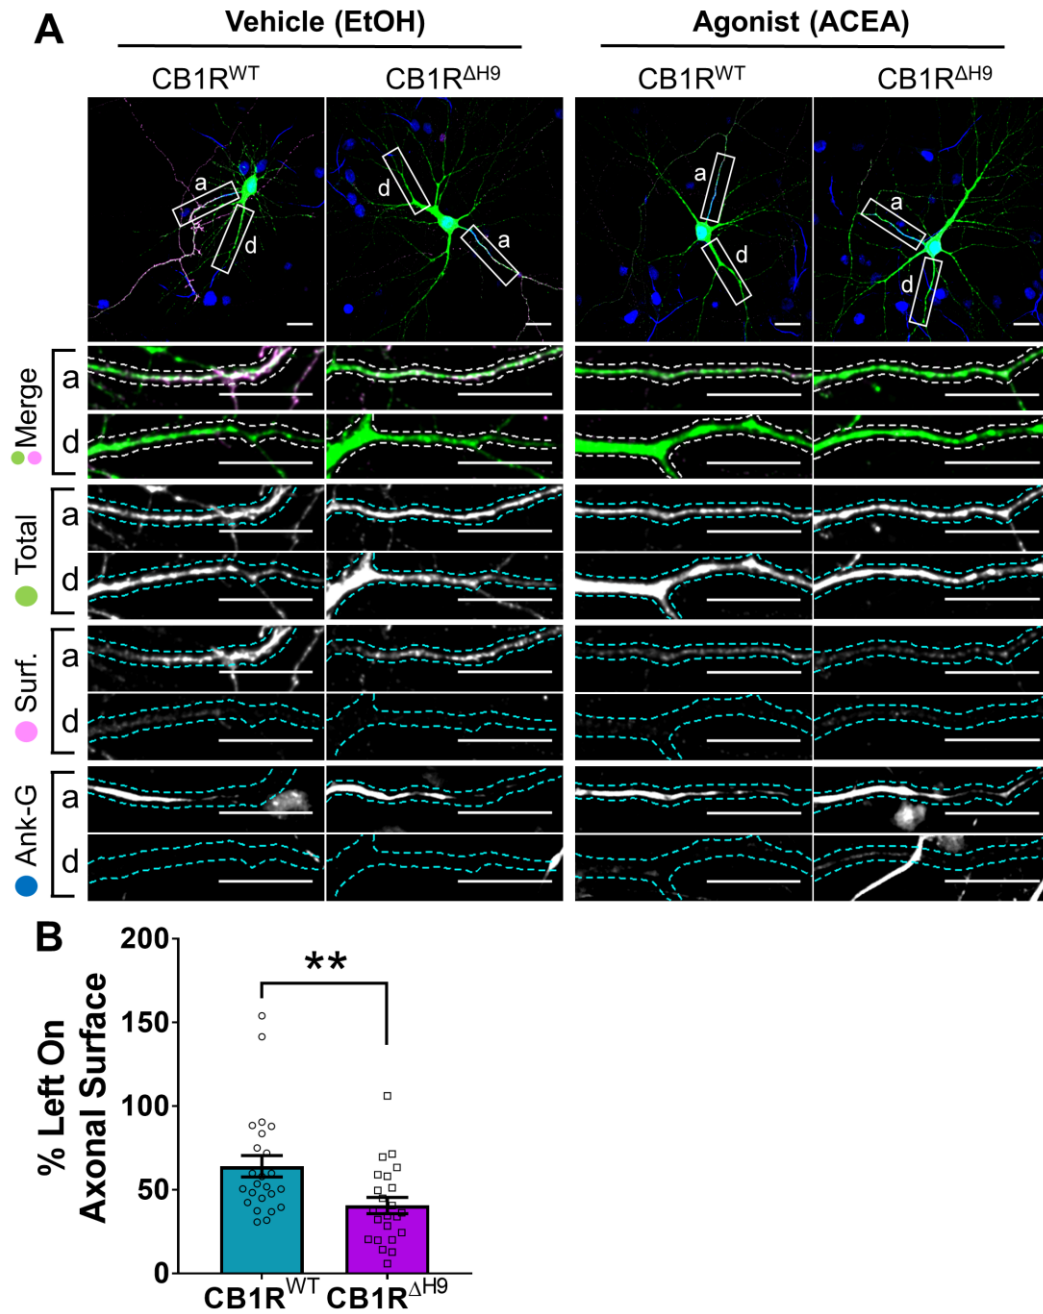 A
Vehicle (EtOH)
Agonist (ACEA)
CB1R^WT
CB1R^ΔH9
CB1R^WT
CB1R^ΔH9
a
d
d
a
a
d
a
d
Merge
a
d
Total
a
d
Surf.
a
d
Ank-G
a
d
B
% Left On
Axonal Surface
200
150
100
50
0
**
CB1R^WT
CB1R^ΔH9